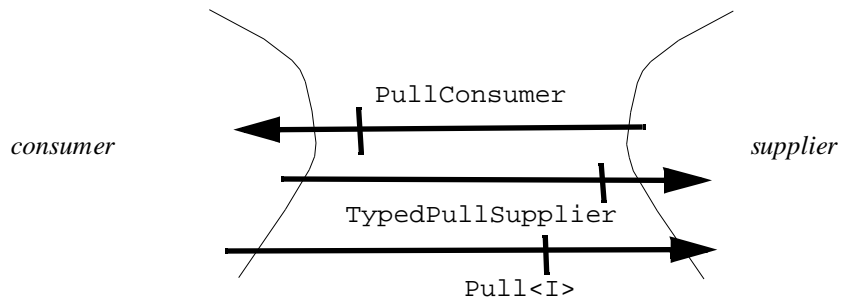 PullConsumer
consumer
supplier
TypedPullSupplier
Pull<I>